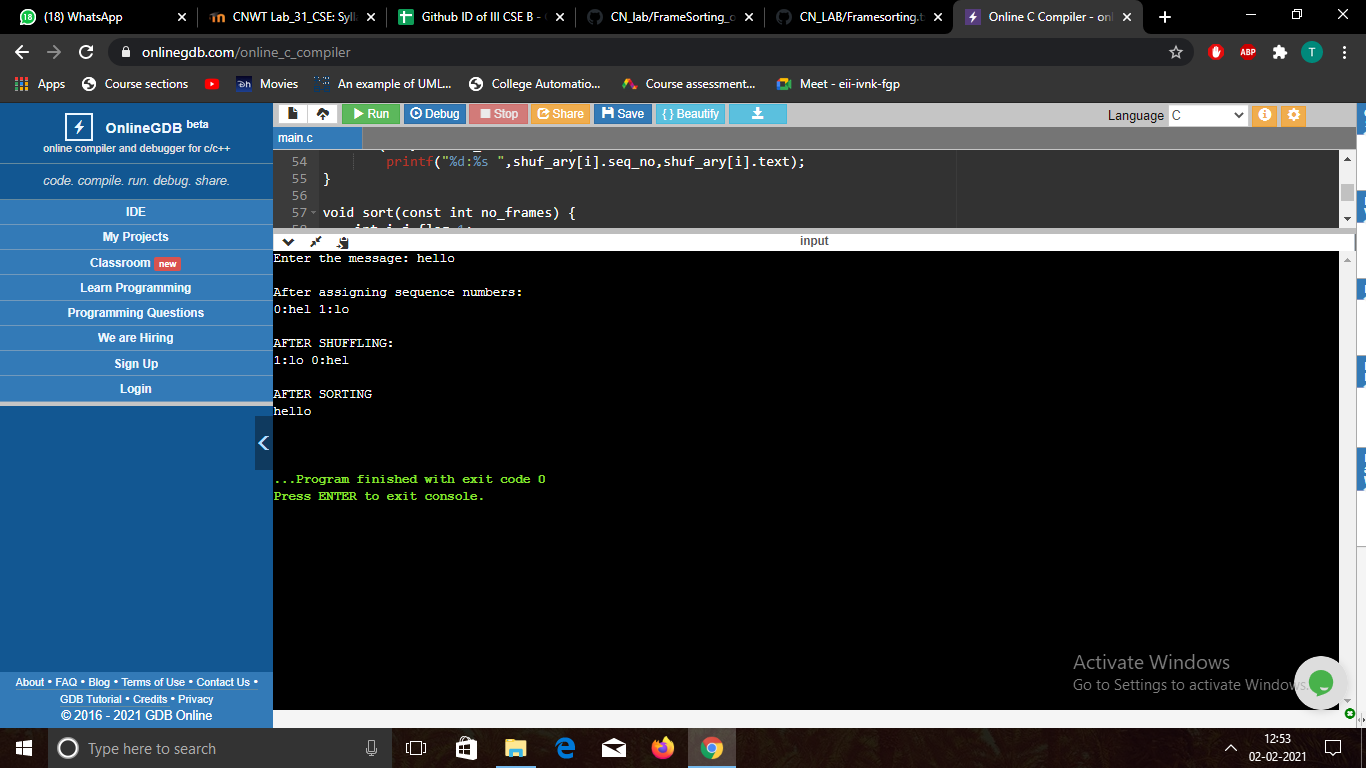 (18) WhatsApp
CNWT Lab_31_CSE: Syll
Github ID of III CSE B -
CN_lab/FrameSorting_o
CN_LAB/Framesorting.t
Online C Compiler - onl
onlinegdb.com/online_c_compiler
ABP
T
Apps
Course sections
Movies
An example of UML...
College Automatio...
Course assessment...
Meet - eii-ivnk-fgp
OnlineGDB beta
online compiler and debugger for c/c++
code. compile. run. debug. share.
IDE
My Projects
Classroom new
Learn Programming
Programming Questions
We are Hiring
Sign Up
Login
About • FAQ • Blog • Terms of Use • Contact Us •
GDB Tutorial • Credits • Privacy
© 2016 - 2021 GDB Online
Run
Debug
Stop
Share
Save
{ } Beautify
Language C
main.c
54 printf("%d:%s ",shuf_ary[i].seq_no,shuf_ary[i].text);
55 }
56
57 void sort(const int no_frames) {
input
Enter the message: hello
After assigning sequence numbers:
0:hel 1:lo
AFTER SHUFFLING:
1:lo 0:hel
AFTER SORTING
hello
...Program finished with exit code 0
Press ENTER to exit console.
Activate Windows
Go to Settings to activate Windows.
Type here to search
12:53
02-02-2021